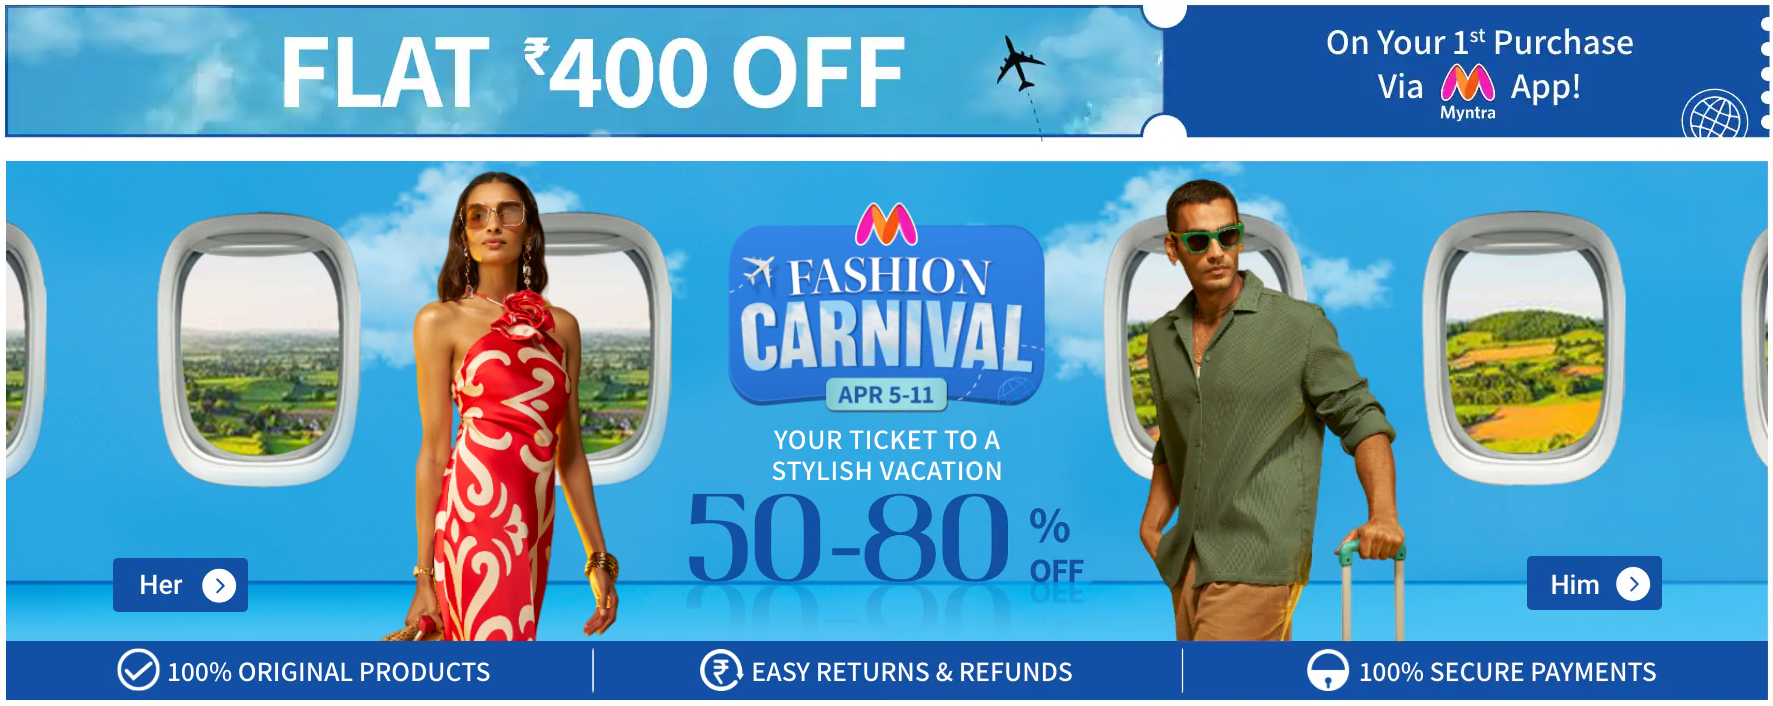 FLAT ₹400 OFF
On Your 1st Purchase
Via Myntra App!
FASHION
CARNIVAL
APR 5-11
YOUR TICKET TO A
STYLISH VACATION
50-80 % OFF
Her
Him
100% ORIGINAL PRODUCTS
EASY RETURNS & REFUNDS
100% SECURE PAYMENTS